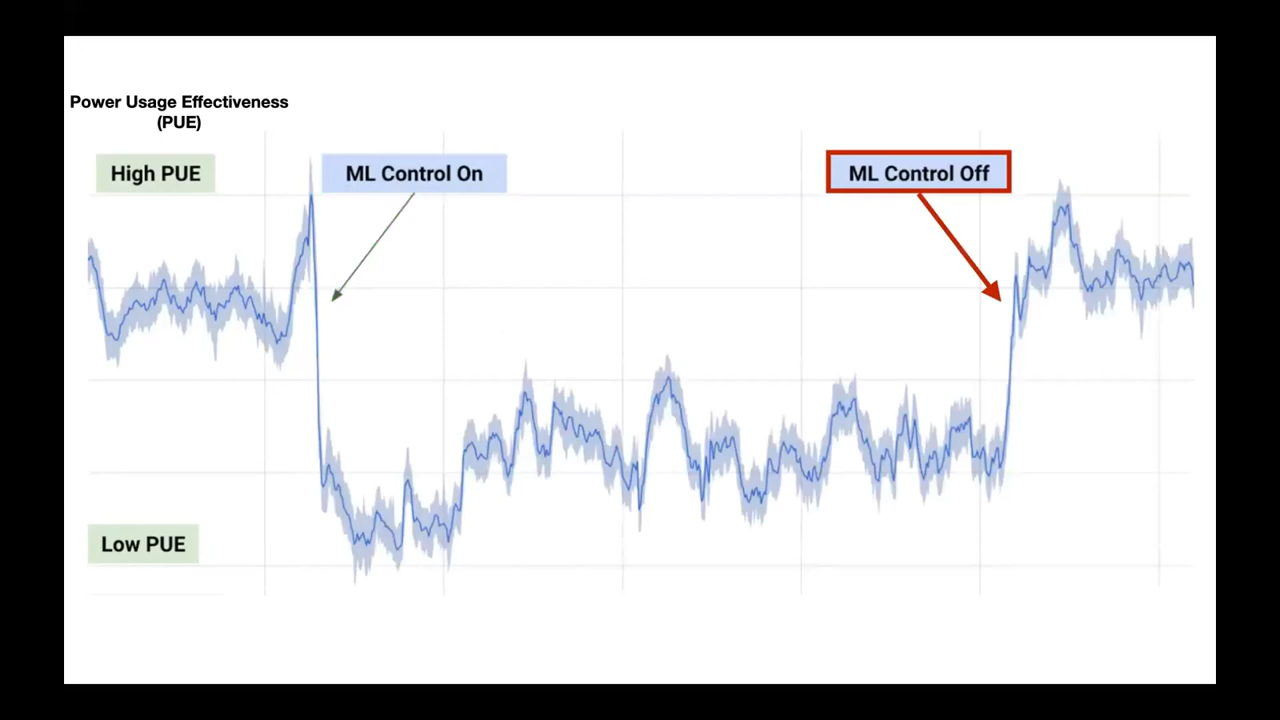 Power Usage Effectiveness
(PUE)
High PUE
ML Control On
ML Control Off
Low PUE